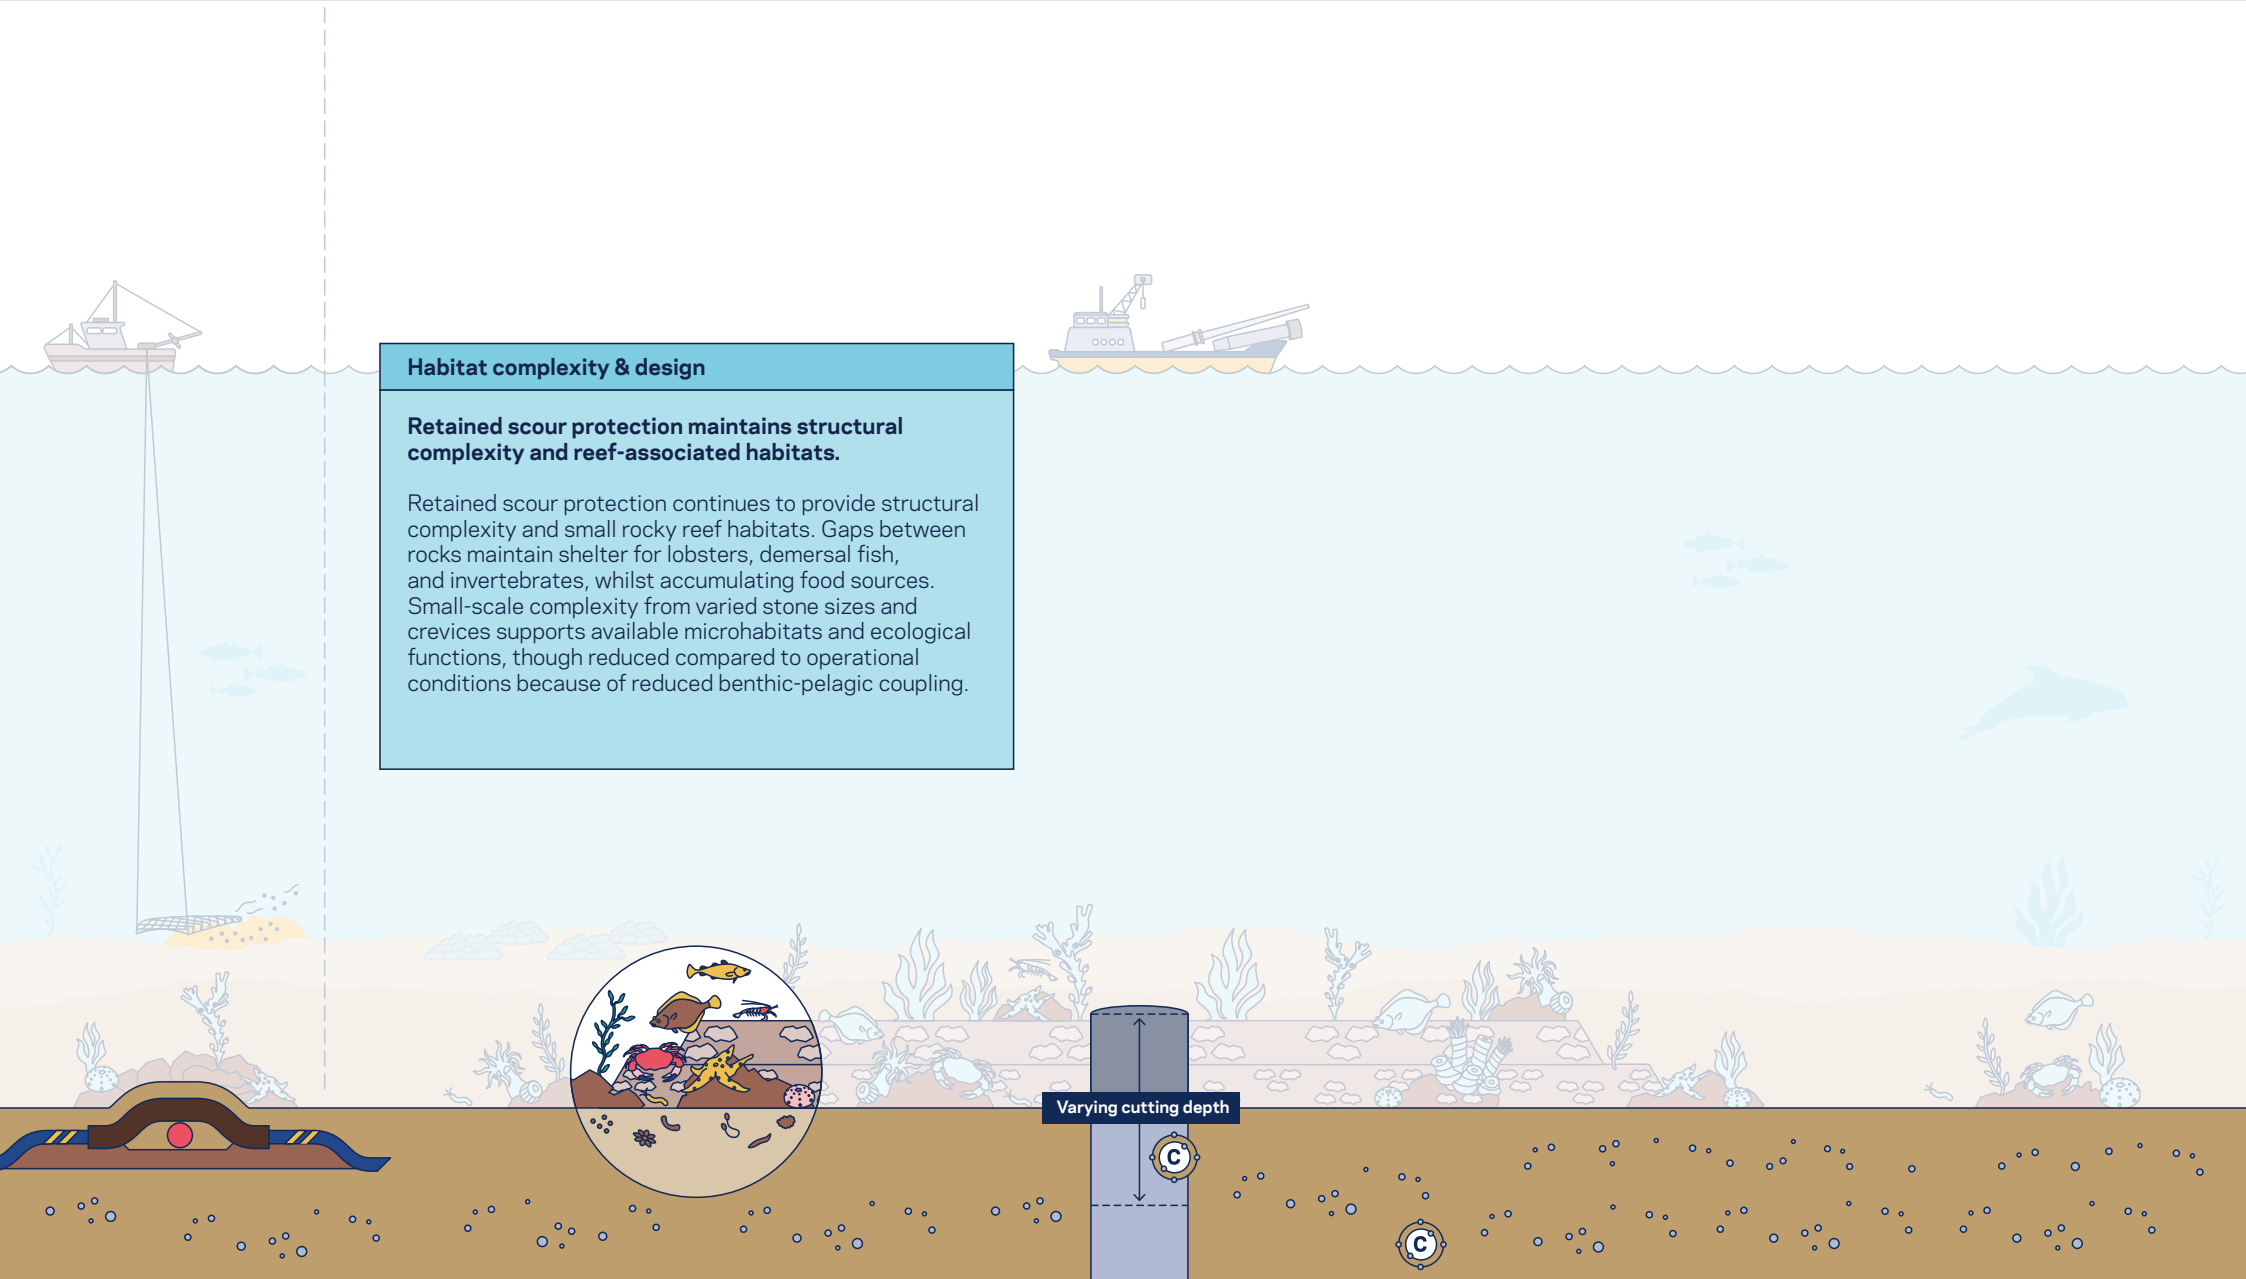 Habitat complexity & design
Retained scour protection maintains structural
complexity and reef-associated habitats.
Retained scour protection continues to provide structural
complexity and small rocky reef habitats. Gaps between
rocks maintain shelter for lobsters, demersal fish,
and invertebrates, whilst accumulating food sources.
Small-scale complexity from varied stone sizes and
crevices supports available microhabitats and ecological
functions, though reduced compared to operational
conditions because of reduced benthic-pelagic coupling.
Varying cutting depth
C
C